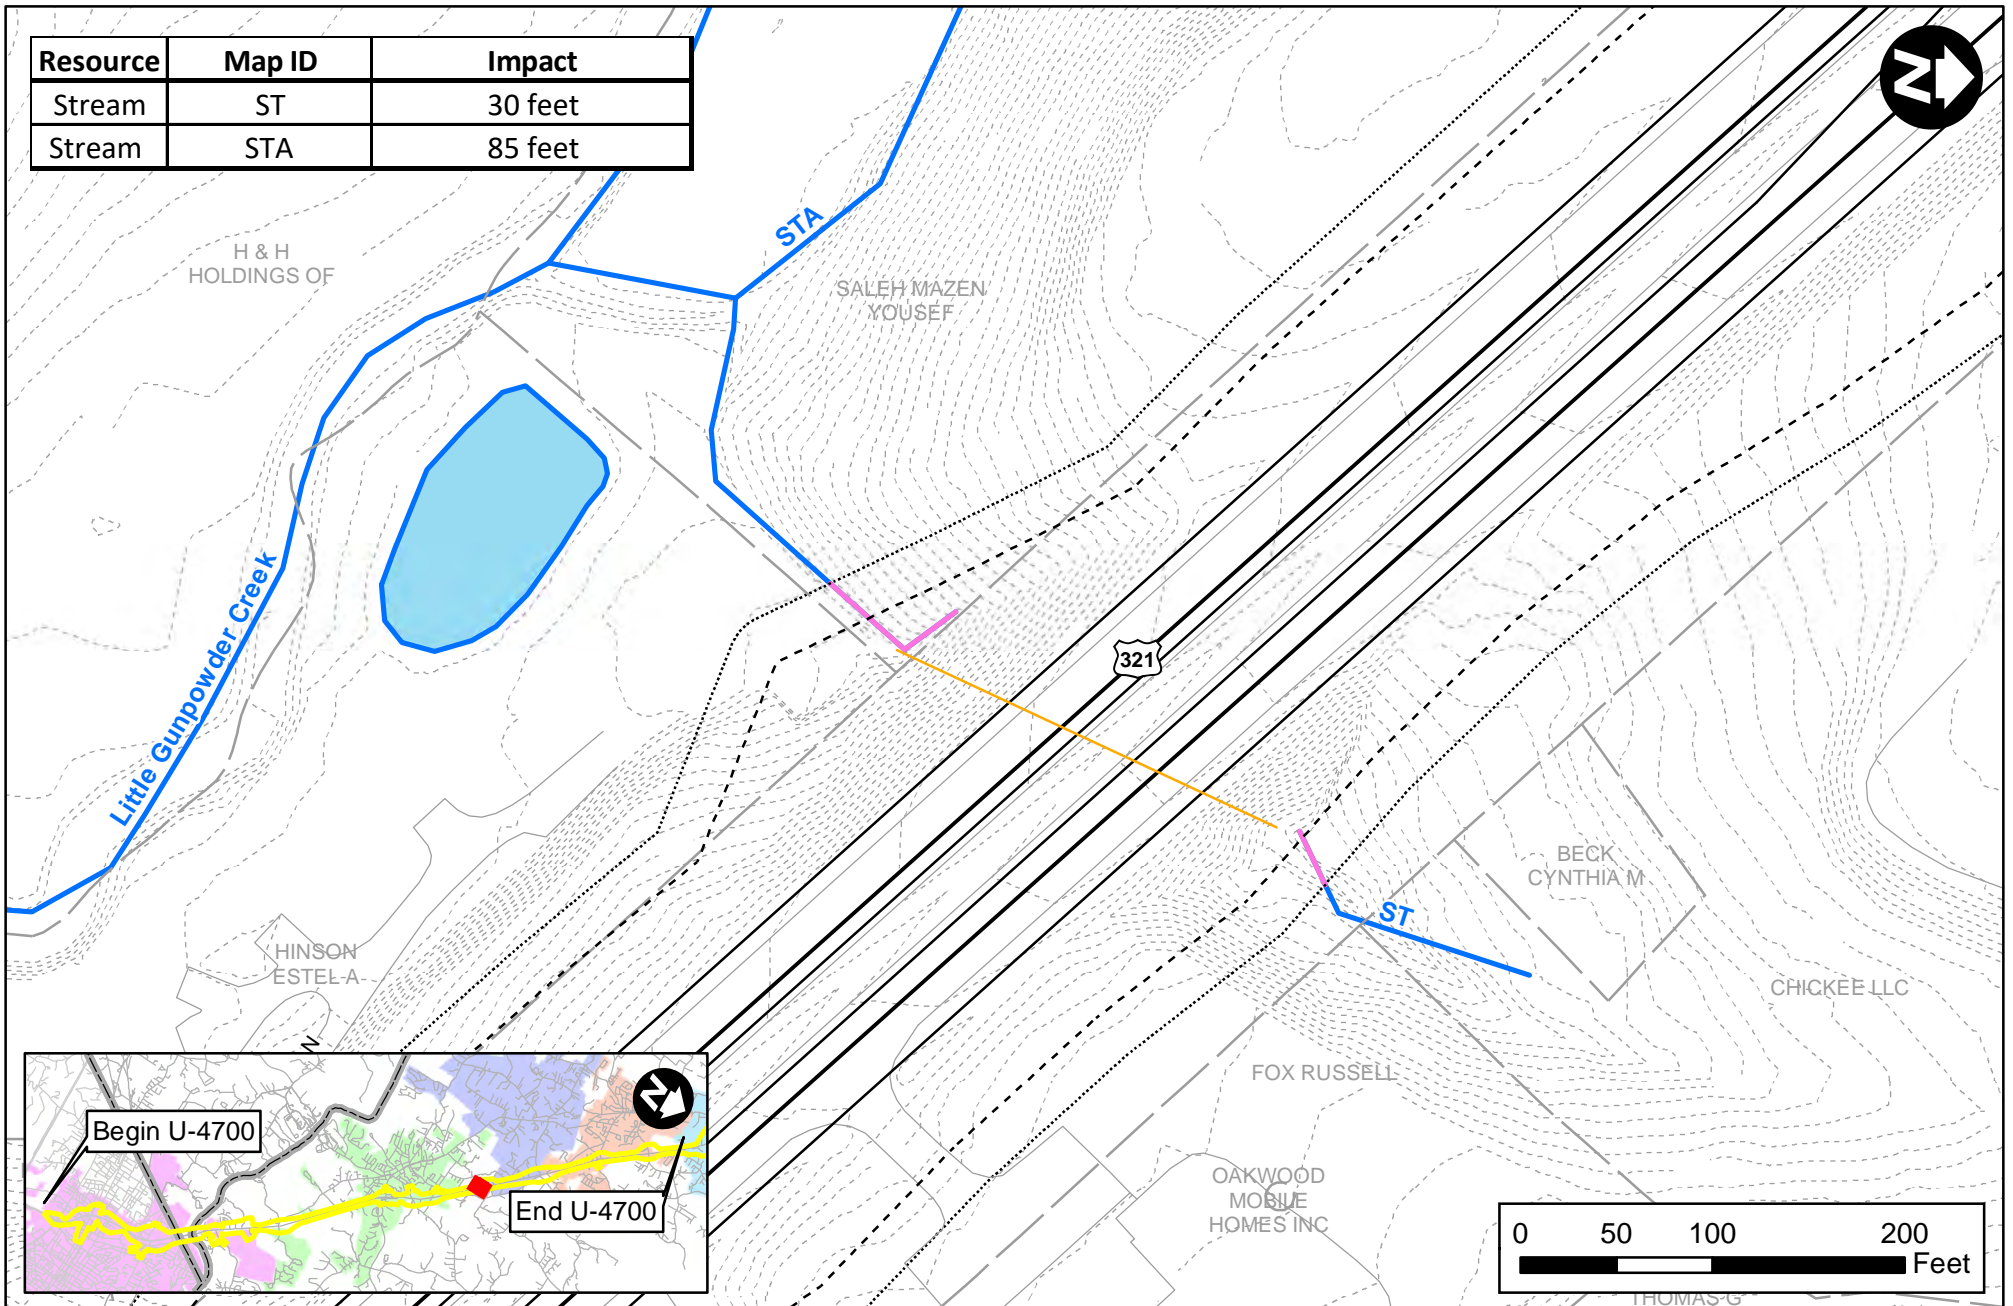 Resource Map ID Impact
Stream ST 30 feet
Stream STA 85 feet
N
STA
H & H
HOLDINGS OF
SALEH MAZEN
YOUSEF
Little Gunpowder Creek
321
BECK
CYNTHIA M
ST
HINSON
ESTEL A
CHICKEE LLC
N
FOX RUSSELL
OAKWOOD
MOBILE
HOMES INC
N
Begin U-4700
End U-4700
0 50 100 200
Feet
THOMAS G